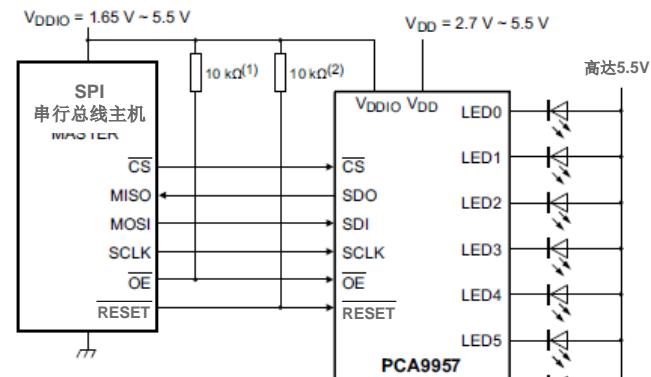 VDDIO = 1.65 V ~ 5.5 V
VDD = 2.7 V ~ 5.5 V
高达5.5V
10 kΩ(1)
10 kΩ(2)
SPI
串行总线主机
MASTER
VDDIO VDD
CS
MISO
MOSI
SCLK
OE
RESET
CS
SDO
SDI
SCLK
OE
RESET
LED0
LED1
LED2
LED3
LED4
LED5
PCA9957